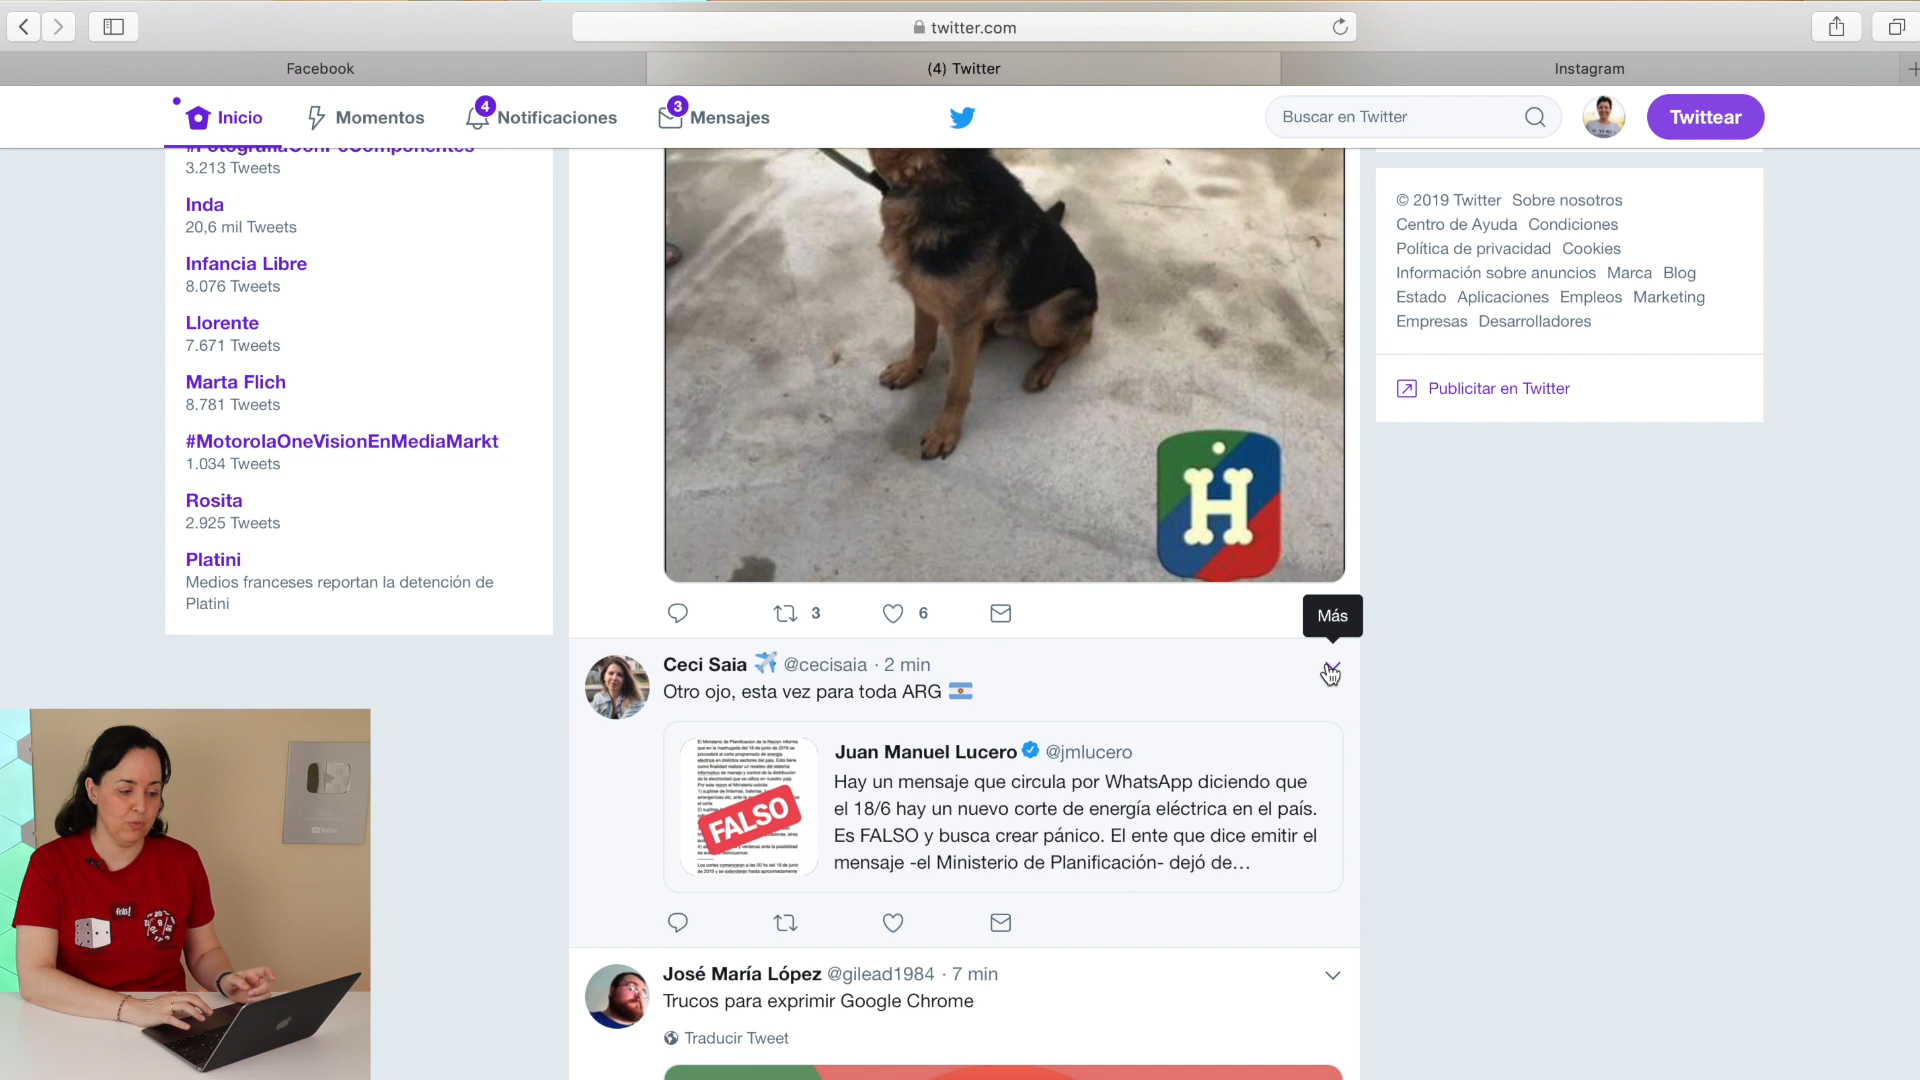 twitter.com
Facebook
(4) Twitter
Instagram
Inicio
Momentos
4
Notificaciones
3
Mensajes
Buscar en Twitter
Twittear
3.213 Tweets
Inda
20,6 mil Tweets
Infancia Libre
8.076 Tweets
Llorente
7.671 Tweets
Marta Flich
8.781 Tweets
#MotorolaOneVisionEnMediaMarkt
1.034 Tweets
Rosita
2.925 Tweets
Platini
Medios franceses reportan la detención de
Platini
H
3
6
Más
Ceci Saia @cecisaia · 2 min
Otro ojo, esta vez para toda ARG
FALSO
Juan Manuel Lucero @jmlucero
Hay un mensaje que circula por WhatsApp diciendo que
el 18/6 hay un nuevo corte de energía eléctrica en el país.
Es FALSO y busca crear pánico. El ente que dice emitir el
mensaje -el Ministerio de Planificación- dejó de...
José María López @gilead1984 · 7 min
Trucos para exprimir Google Chrome
Traducir Tweet
© 2019 Twitter Sobre nosotros
Centro de Ayuda Condiciones
Política de privacidad Cookies
Información sobre anuncios Marca Blog
Estado Aplicaciones Empleos Marketing
Empresas Desarrolladores
Publicitar en Twitter
friki!